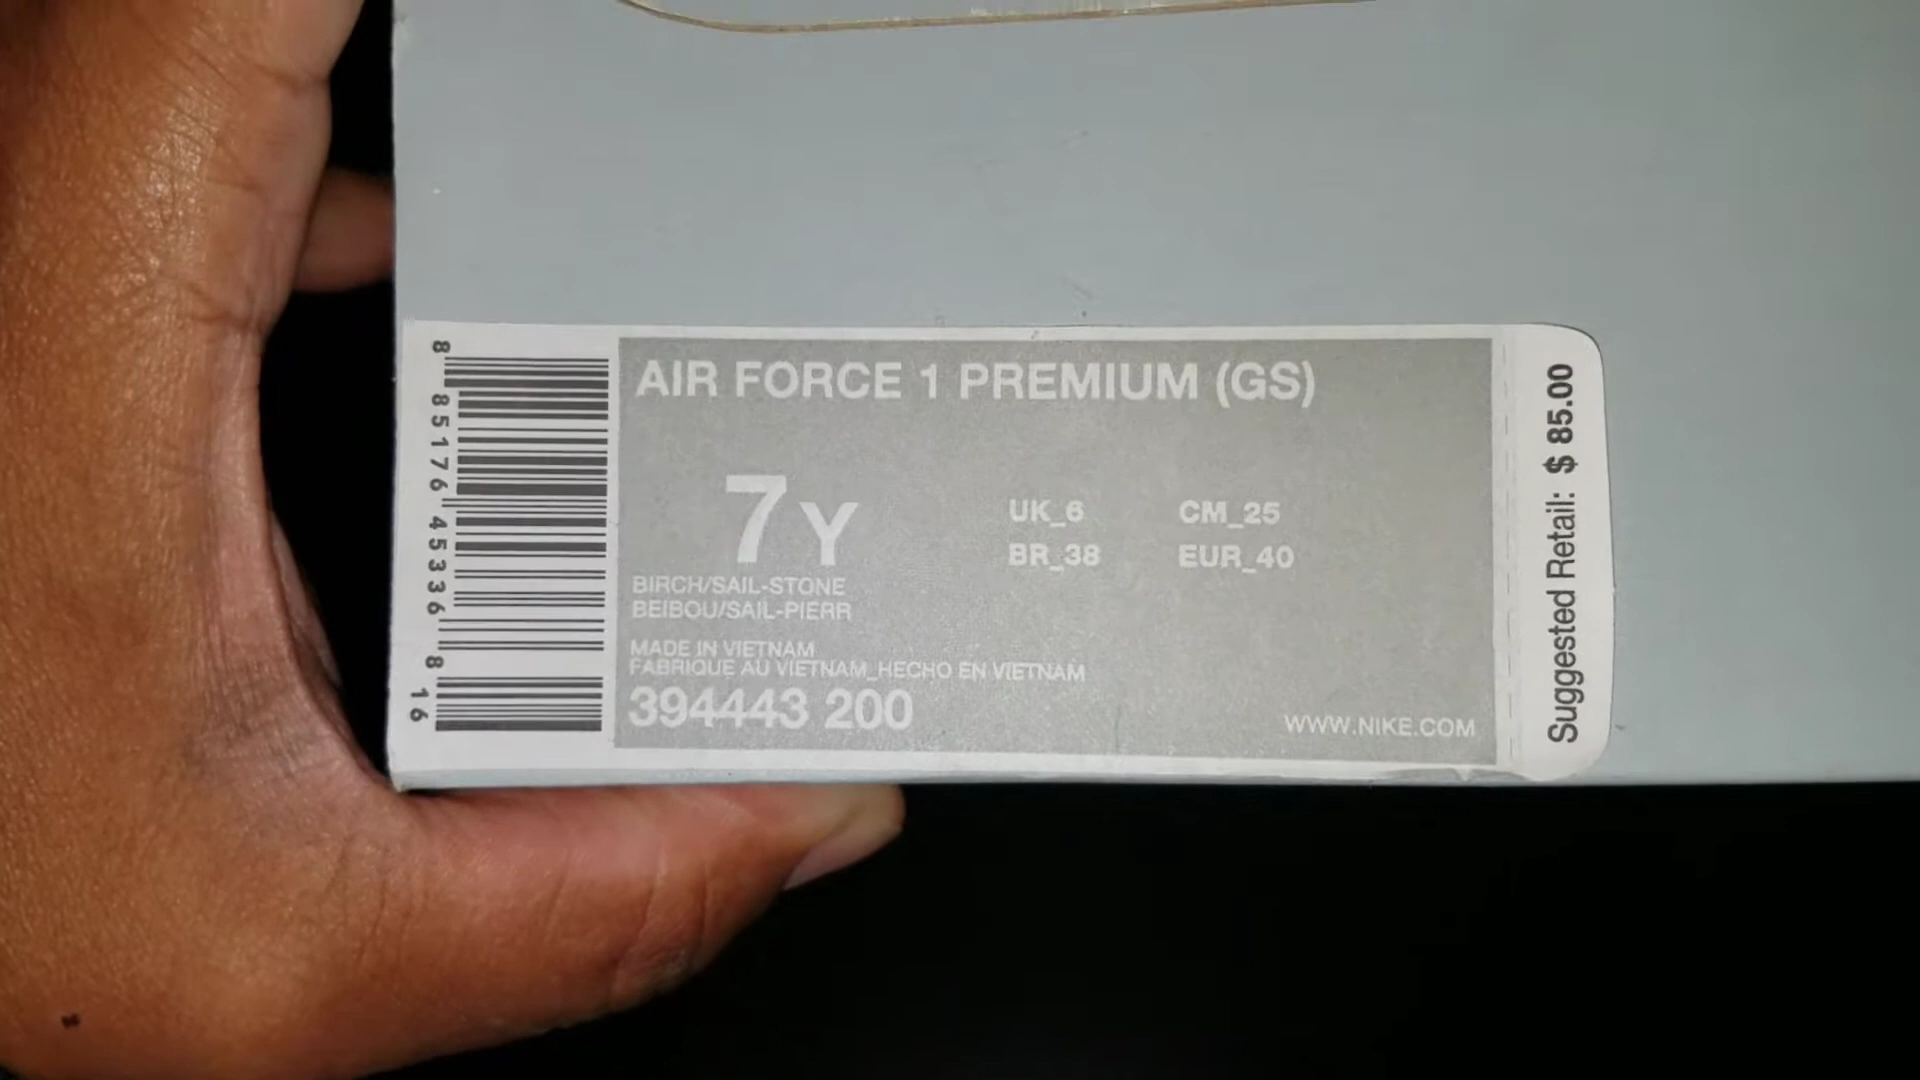 AIR FORCE 1 PREMIUM (GS)
7Y
UK_6 CM_25
BR_38 EUR_40
BIRCH/SAIL-STONE
BEIBOU/SAIL-PIERR
MADE IN VIETNAM
FABRIQUE AU VIETNAM_HECHO EN VIETNAM
394443 200
WWW.NIKE.COM
8 85176 45336 8 16
Suggested Retail: $ 85.00